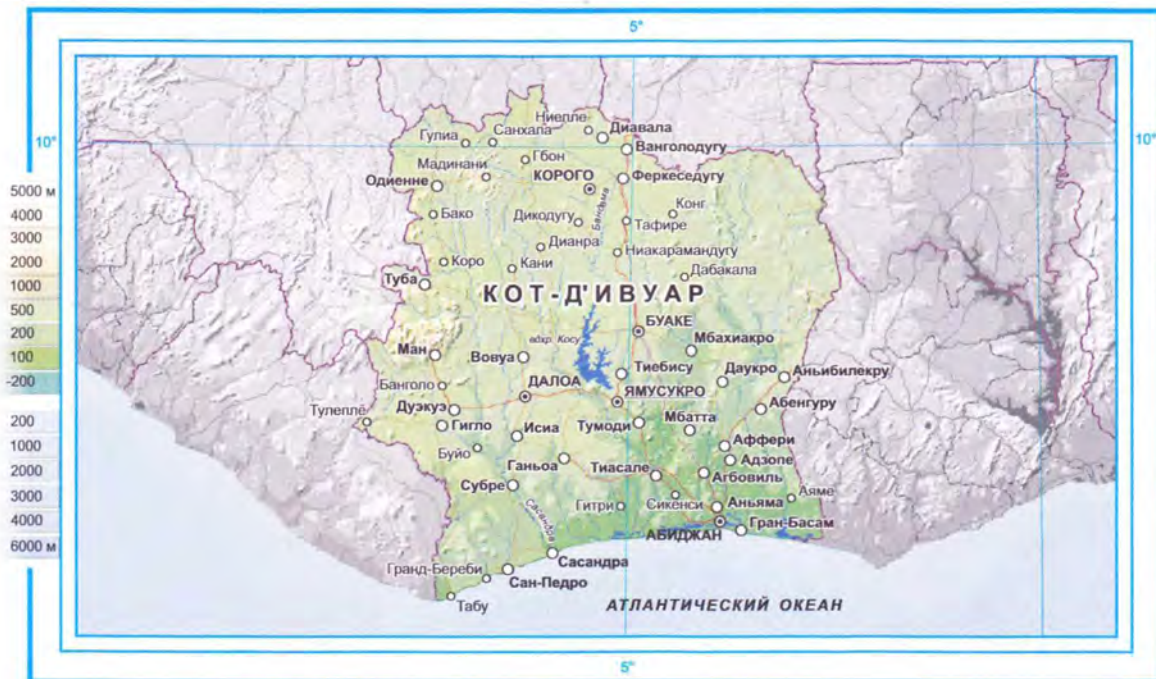 5°
10°
10°
5000 м
4000
3000
2000
1000
500
200
100
-200
200
1000
2000
3000
4000
6000 м
Ниелле
Гулиа
Санхала
Диавала
Ванголодугу
Гбон
Мадинани
КОРОГО
Феркеседугу
Одиенне
Бандама
Конг
Бако
Дикодугу
Тафире
Дианра
Ниакарамандугу
Коро
Кани
Дабакала
Туба
КОТ-Д'ИВУАР
БУАКЕ
вдхр. Косу
Мбахиакро
Ман
Вовуа
Тиебису
Даукро
Аньибилекру
Банголо
ДАЛОА
ЯМУСУКРО
Тулеплё
Дуэкуэ
Мбатта
Абенгуру
Гигло
Исиа
Тумоди
Аффери
Буйо
Ганьоа
Тиасале
Адзопе
Агбовиль
Субре
Гитри
Сикенси
Аньяма
Аяме
Сасандра
АБИДЖАН
Гран-Басам
Сасандра
Гранд-Береби
Сан-Педро
Табу
АТЛАНТИЧЕСКИЙ ОКЕАН
5°